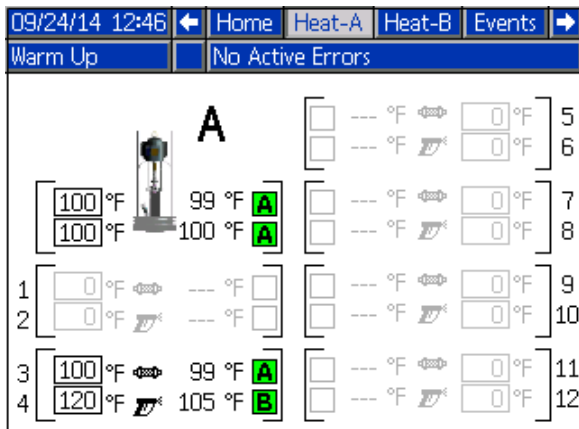 09/24/14 12:46 Home Heat-A Heat-B Events
Warm Up No Active Errors
A
--- °F 0 °F 5
--- °F 0 °F 6
100 °F 99 °F A
100 °F 100 °F A
--- °F 0 °F 7
--- °F 0 °F 8
1 0 °F --- °F
2 0 °F --- °F
--- °F 0 °F 9
--- °F 0 °F 10
3 100 °F 99 °F A
4 120 °F 105 °F B
--- °F 0 °F 11
--- °F 0 °F 12